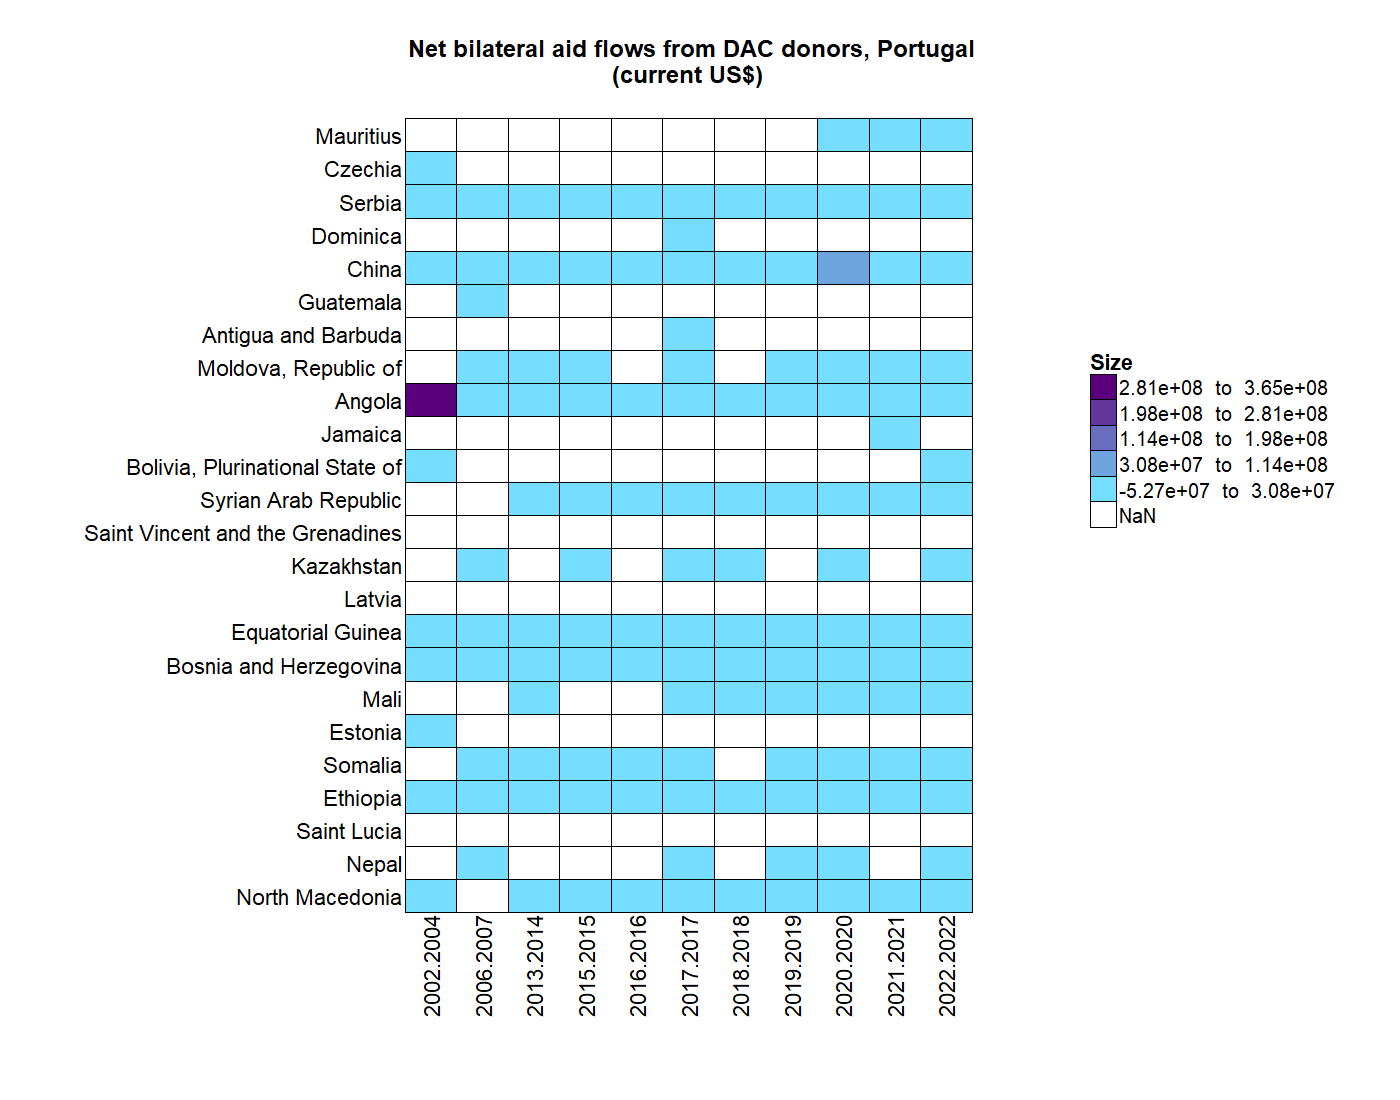 Net bilateral aid flows from DAC donors, Portugal
(current US$)
Mauritius
Czechia
Serbia
Dominica
China
Guatemala
Antigua and Barbuda
Moldova, Republic of
Angola
Jamaica
Bolivia, Plurinational State of
Syrian Arab Republic
Saint Vincent and the Grenadines
Kazakhstan
Latvia
Equatorial Guinea
Bosnia and Herzegovina
Mali
Estonia
Somalia
Ethiopia
Saint Lucia
Nepal
North Macedonia
2002.2004
2006.2007
2013.2014
2015.2015
2016.2016
2017.2017
2018.2018
2019.2019
2020.2020
2021.2021
2022.2022
Size
2.81e+08 to 3.65e+08
1.98e+08 to 2.81e+08
1.14e+08 to 1.98e+08
3.08e+07 to 1.14e+08
-5.27e+07 to 3.08e+07
NaN